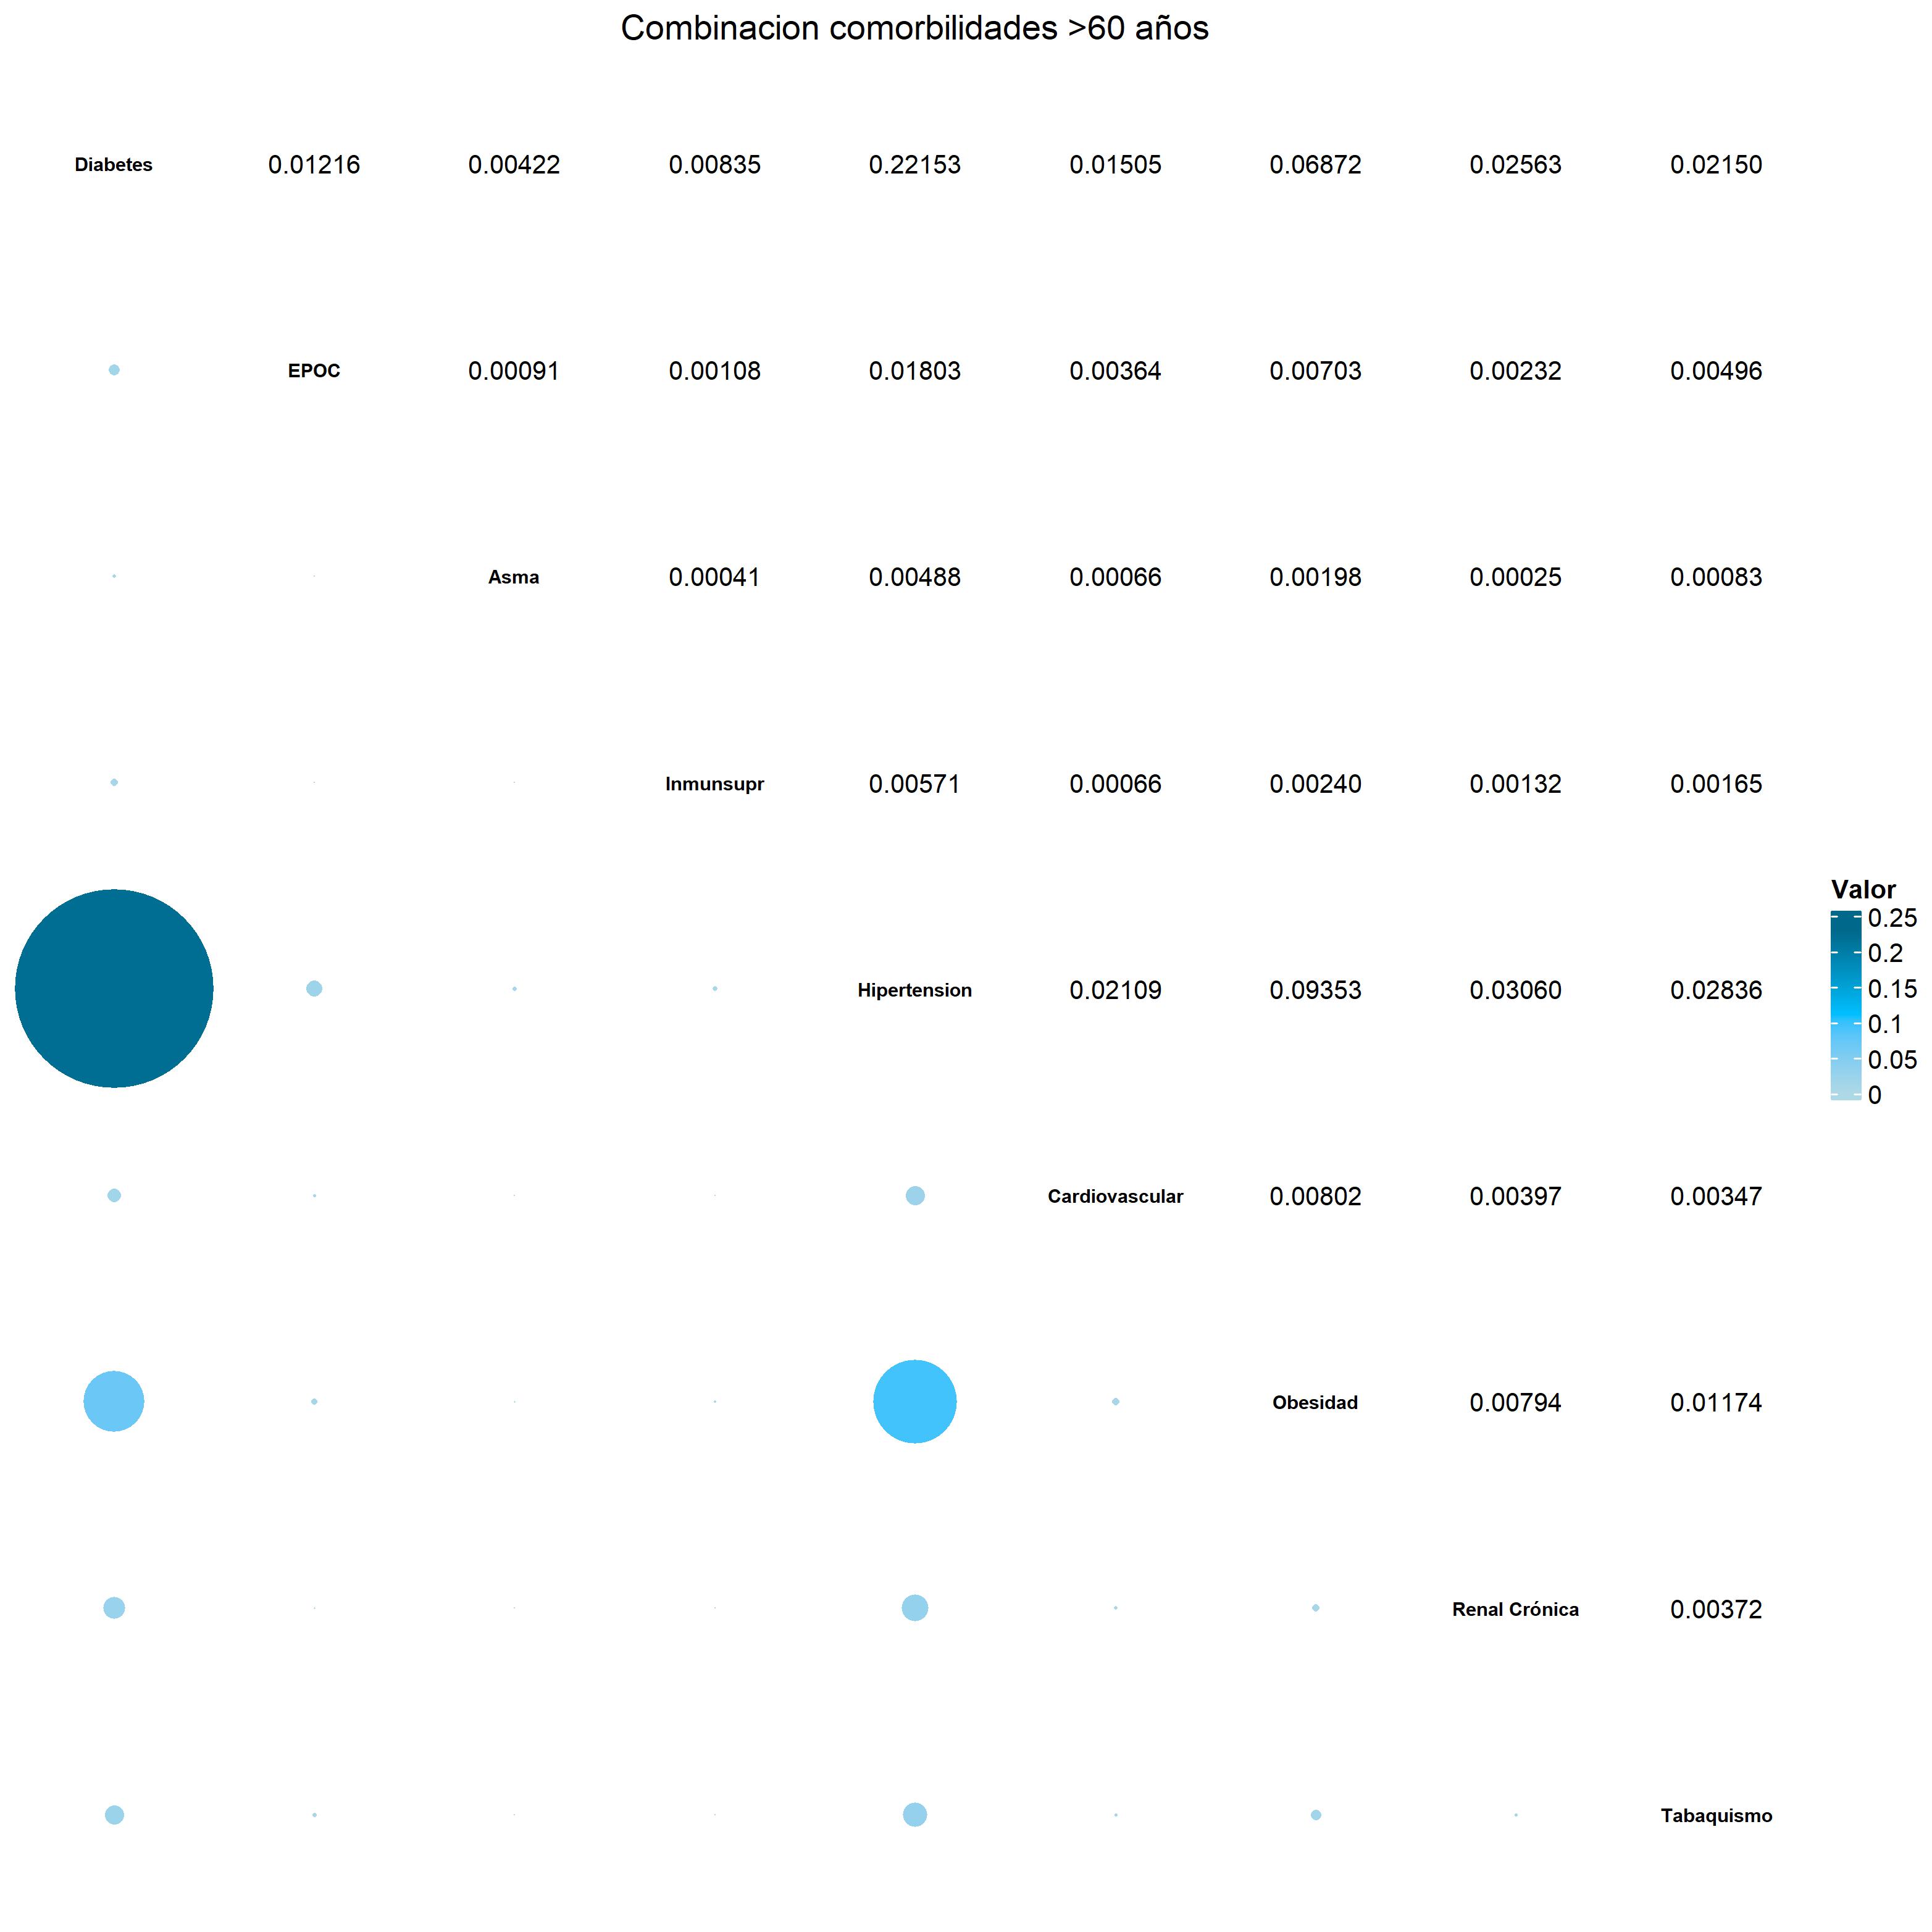 Combinacion comorbilidades >60 años
Diabetes 0.01216 0.00422 0.00835 0.22153 0.01505 0.06872 0.02563 0.02150
EPOC 0.00091 0.00108 0.01803 0.00364 0.00703 0.00232 0.00496
Asma 0.00041 0.00488 0.00066 0.00198 0.00025 0.00083
Inmunsupr 0.00571 0.00066 0.00240 0.00132 0.00165
Valor
0.25
0.2
0.15
0.1
0.05
0
Hipertension 0.02109 0.09353 0.03060 0.02836
Cardiovascular 0.00802 0.00397 0.00347
Obesidad 0.00794 0.01174
Renal Crónica 0.00372
Tabaquismo